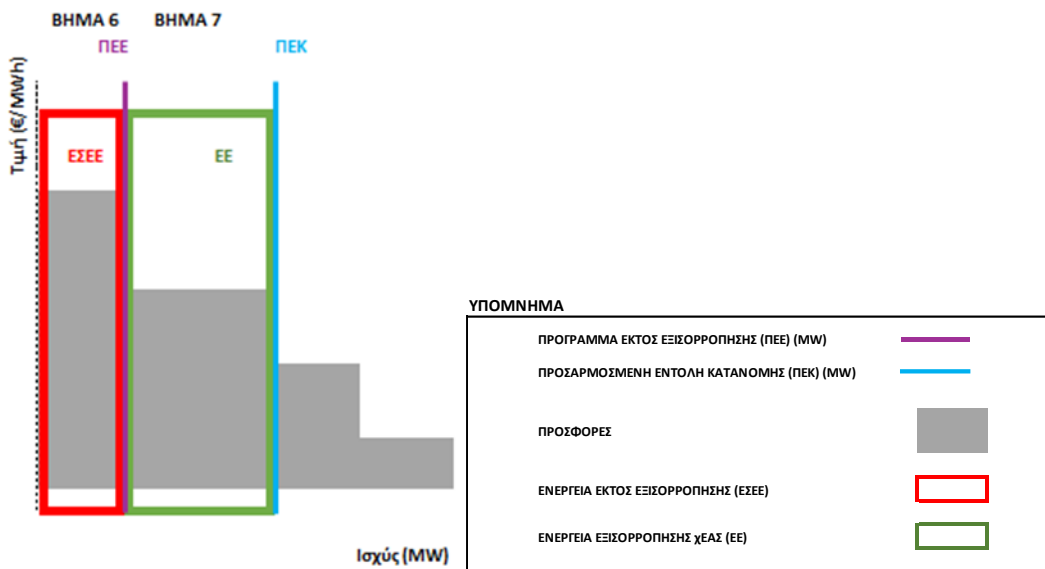 ΒΗΜΑ 6 ΒΗΜΑ 7
ΠΕΕ ΠΕΚ
Τιμή (€/MWh)
ΕΣΕΕ ΕΕ
Ισχύς (MW)
ΥΠΟΜΝΗΜΑ
ΠΡΟΓΡΑΜΜΑ ΕΚΤΟΣ ΕΞΙΣΟΡΡΟΠΗΣΗΣ (ΠΕΕ) (MW)
ΠΡΟΣΑΡΜΟΣΜΕΝΗ ΕΝΤΟΛΗ ΚΑΤΑΝΟΜΗΣ (ΠΕΚ) (MW)
ΠΡΟΣΦΟΡΕΣ
ΕΝΕΡΓΕΙΑ ΕΚΤΟΣ ΕΞΙΣΟΡΡΟΠΗΣΗΣ (ΕΣΕΕ)
ΕΝΕΡΓΕΙΑ ΕΞΙΣΟΡΡΟΠΗΣΗΣ χΕΑΣ (ΕΕ)